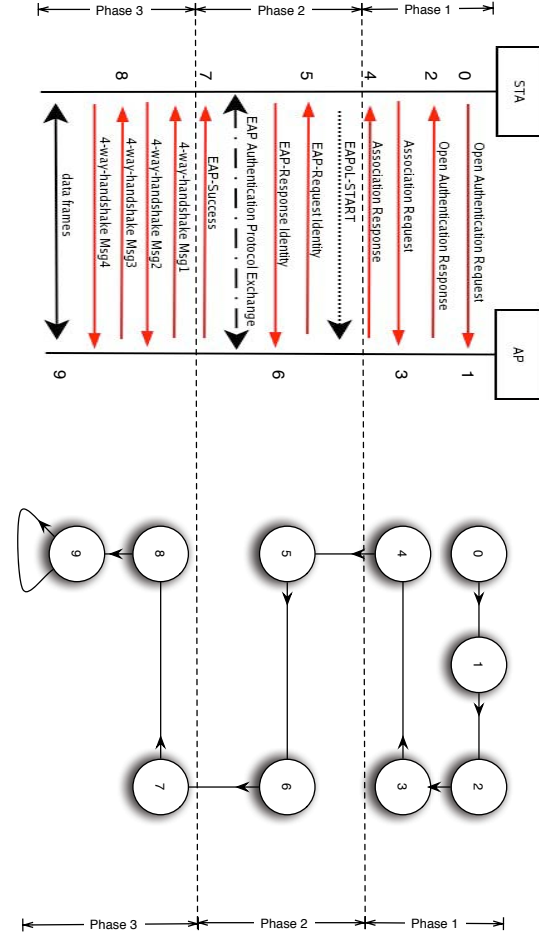 Phase 3
Phase 2
Phase 1
STA
AP
0
2
4
5
7
8
1
3
6
9
Open Authentication Request
Open Authentication Response
Association Request
Association Response
EAPoL-START
EAP-Request Identity
EAP-Response Identity
EAP Authentication Protocol Exchange
EAP-Success
4-way-handshake Msg1
4-way-handshake Msg2
4-way-handshake Msg3
4-way-handshake Msg4
data frames
0
1
2
3
4
5
6
7
8
9
Phase 3
Phase 2
Phase 1